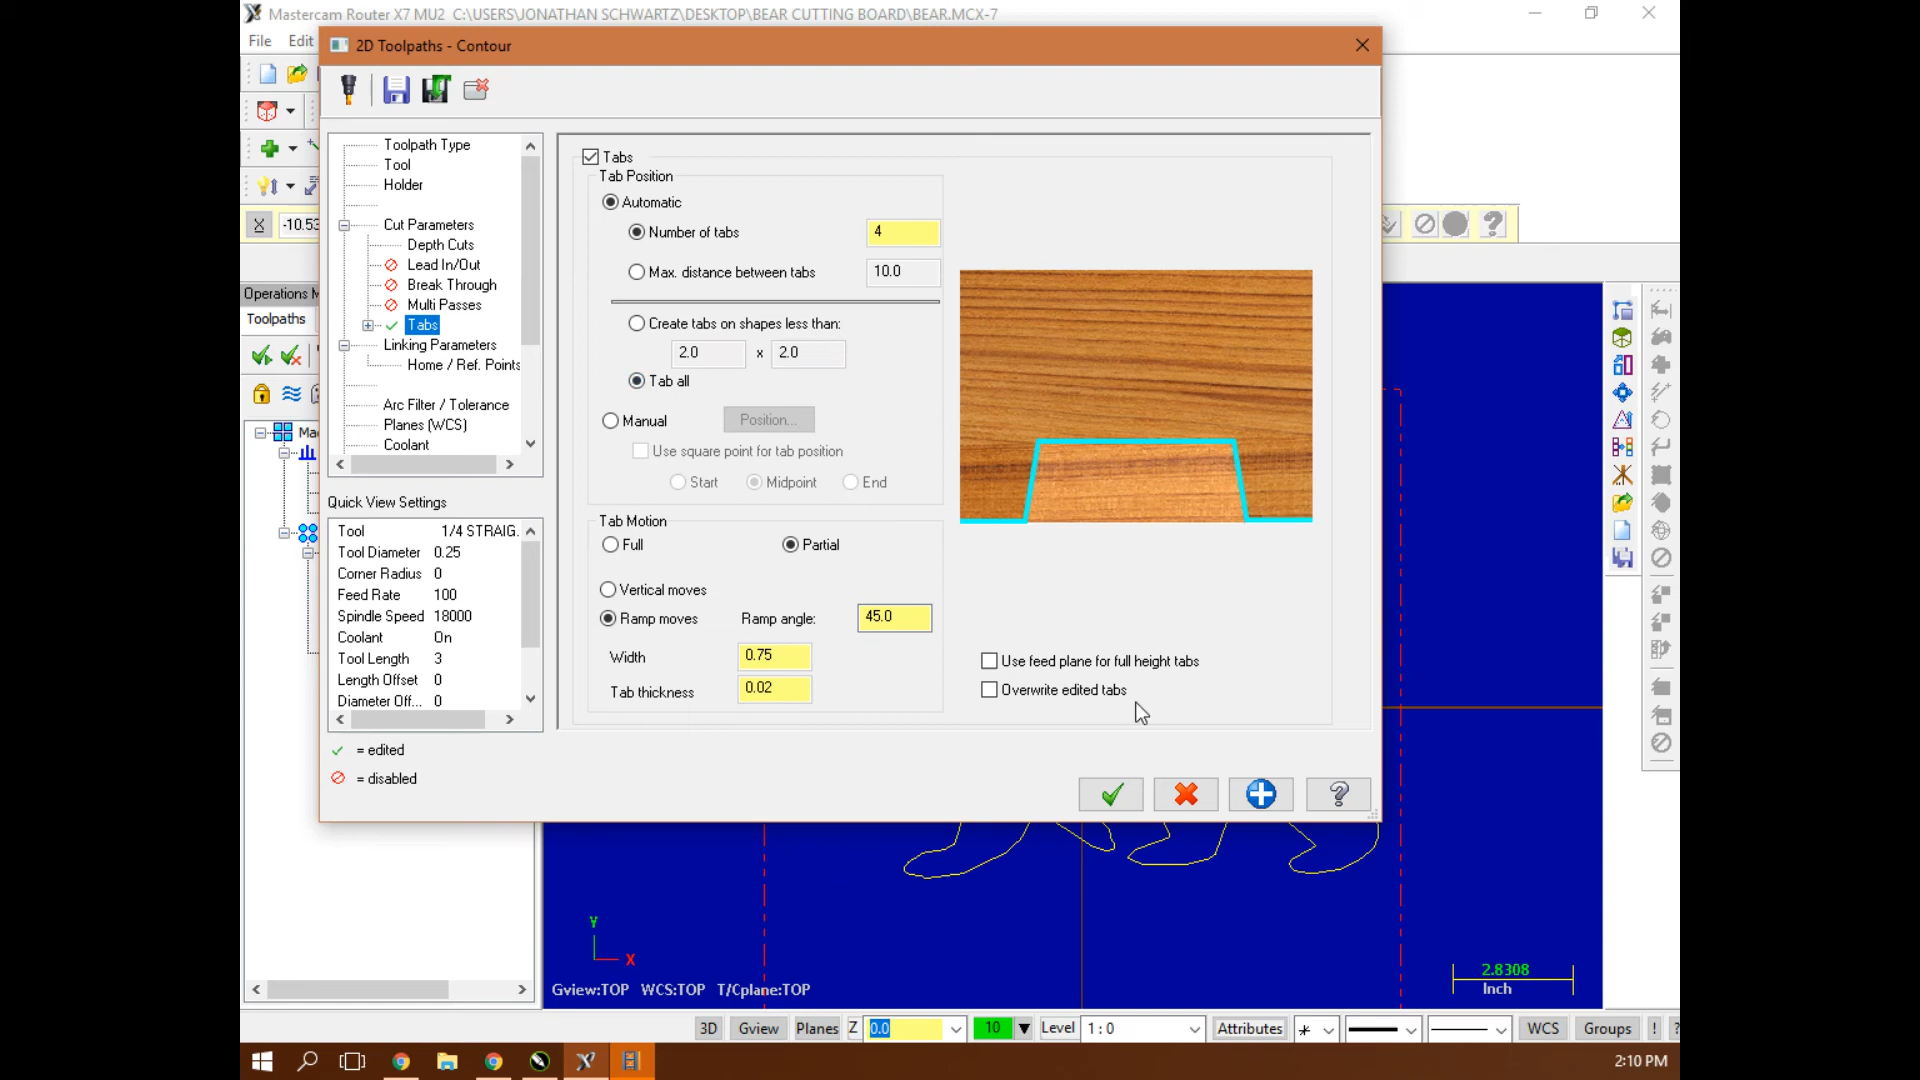 Mastercam Router X7 MU2 C:\USERS\JONATHAN SCHWARTZ\DESKTOP\BEAR CUTTING BOARD\BEAR.MCX-7
File Edit
2D Toolpaths - Contour
X -10.53
Operations M
Toolpaths
Mac
Toolpath Type
Tool
Holder
Cut Parameters
Depth Cuts
Lead In/Out
Break Through
Multi Passes
Tabs
Linking Parameters
Home / Ref. Points
Arc Filter / Tolerance
Planes (WCS)
Coolant
Quick View Settings
Tool 1/4 STRAIG.
Tool Diameter 0.25
Corner Radius 0
Feed Rate 100
Spindle Speed 18000
Coolant On
Tool Length 3
Length Offset 0
Diameter Off... 0
= edited
= disabled
Tabs
Tab Position
Automatic
Number of tabs 4
Max. distance between tabs 10.0
Create tabs on shapes less than:
2.0 x 2.0
Tab all
Manual Position...
Use square point for tab position
Start Midpoint End
Tab Motion
Full Partial
Vertical moves
Ramp moves Ramp angle: 45.0
Width 0.75
Tab thickness 0.02
Use feed plane for full height tabs
Overwrite edited tabs
Y
X
2.8308
Inch
Gview:TOP WCS:TOP T/Cplane:TOP
3D Gview Planes Z 0.0 10 Level 1 : 0 Attributes WCS Groups ! ?
2:10 PM